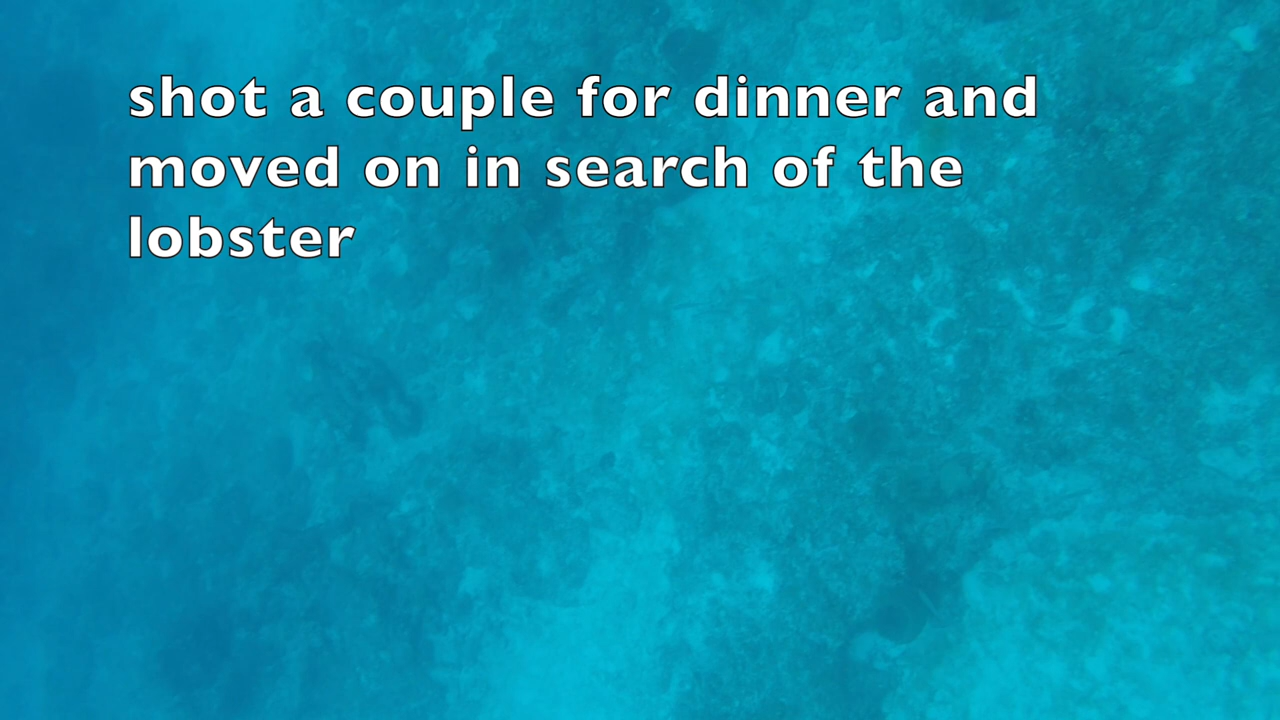 shot a couple for dinner and
moved on in search of the
lobster